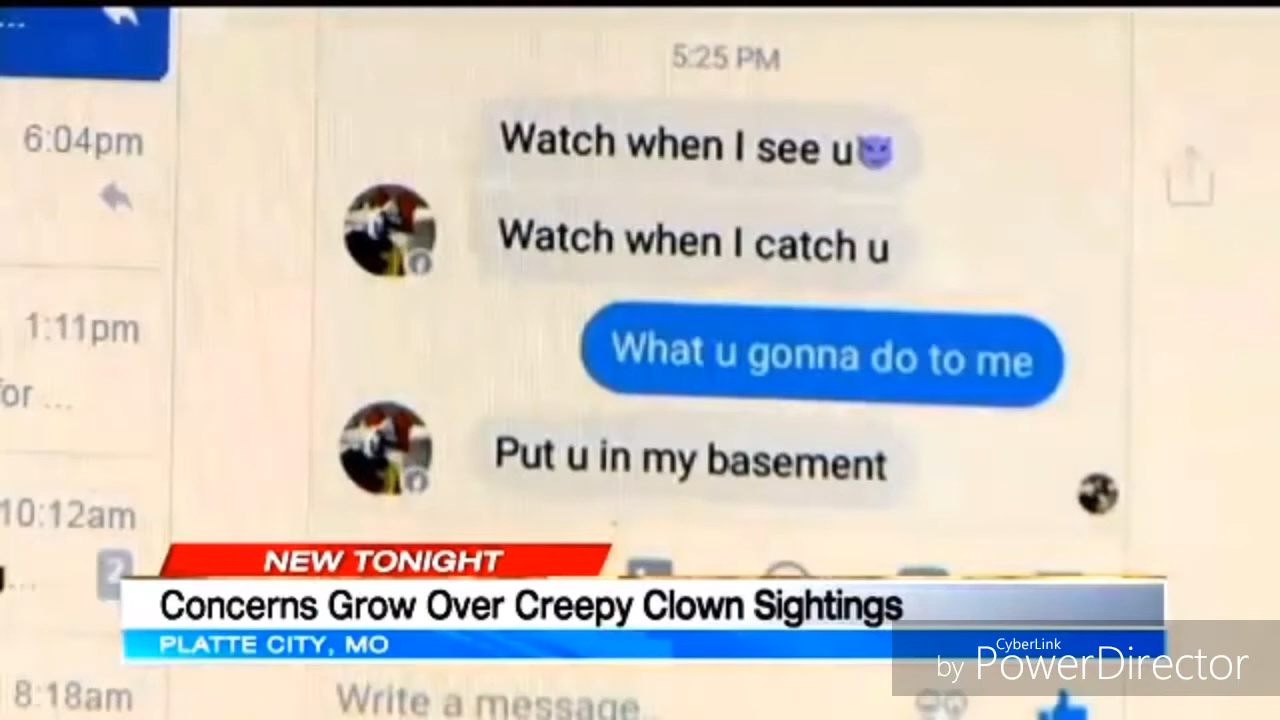 ...
5:25 PM
6:04pm
Watch when I see u😈
Watch when I catch u
1:11pm
What u gonna do to me
for ...
Put u in my basement
10:12am
2
...
NEW TONIGHT
Concerns Grow Over Creepy Clown Sightings
PLATTE CITY, MO
CyberLink
by PowerDirector
8:18am
Write a message...